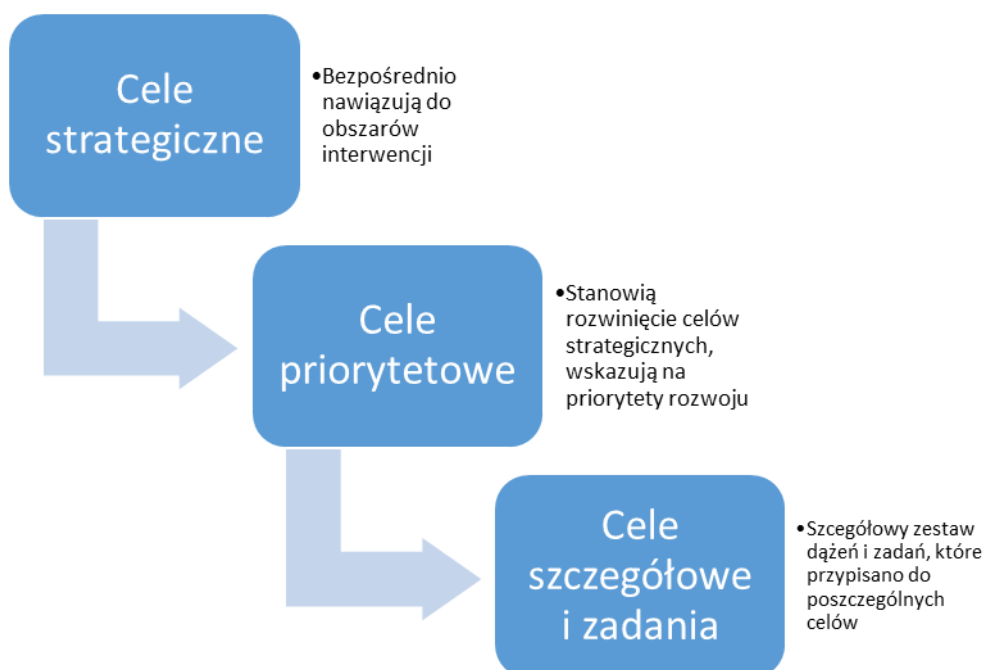 Cele
strategiczne
•Bezpośrednio
nawiązują do
obszarów
interwencji
Cele
priorytetowe
•Stanowią
rozwinięcie celów
strategicznych,
wskazują na
priorytety rozwoju
Cele
szczegółowe
i zadania
•Szcegółowy zestaw
dążeń i zadań, które
przypisano do
poszczególnych
celów